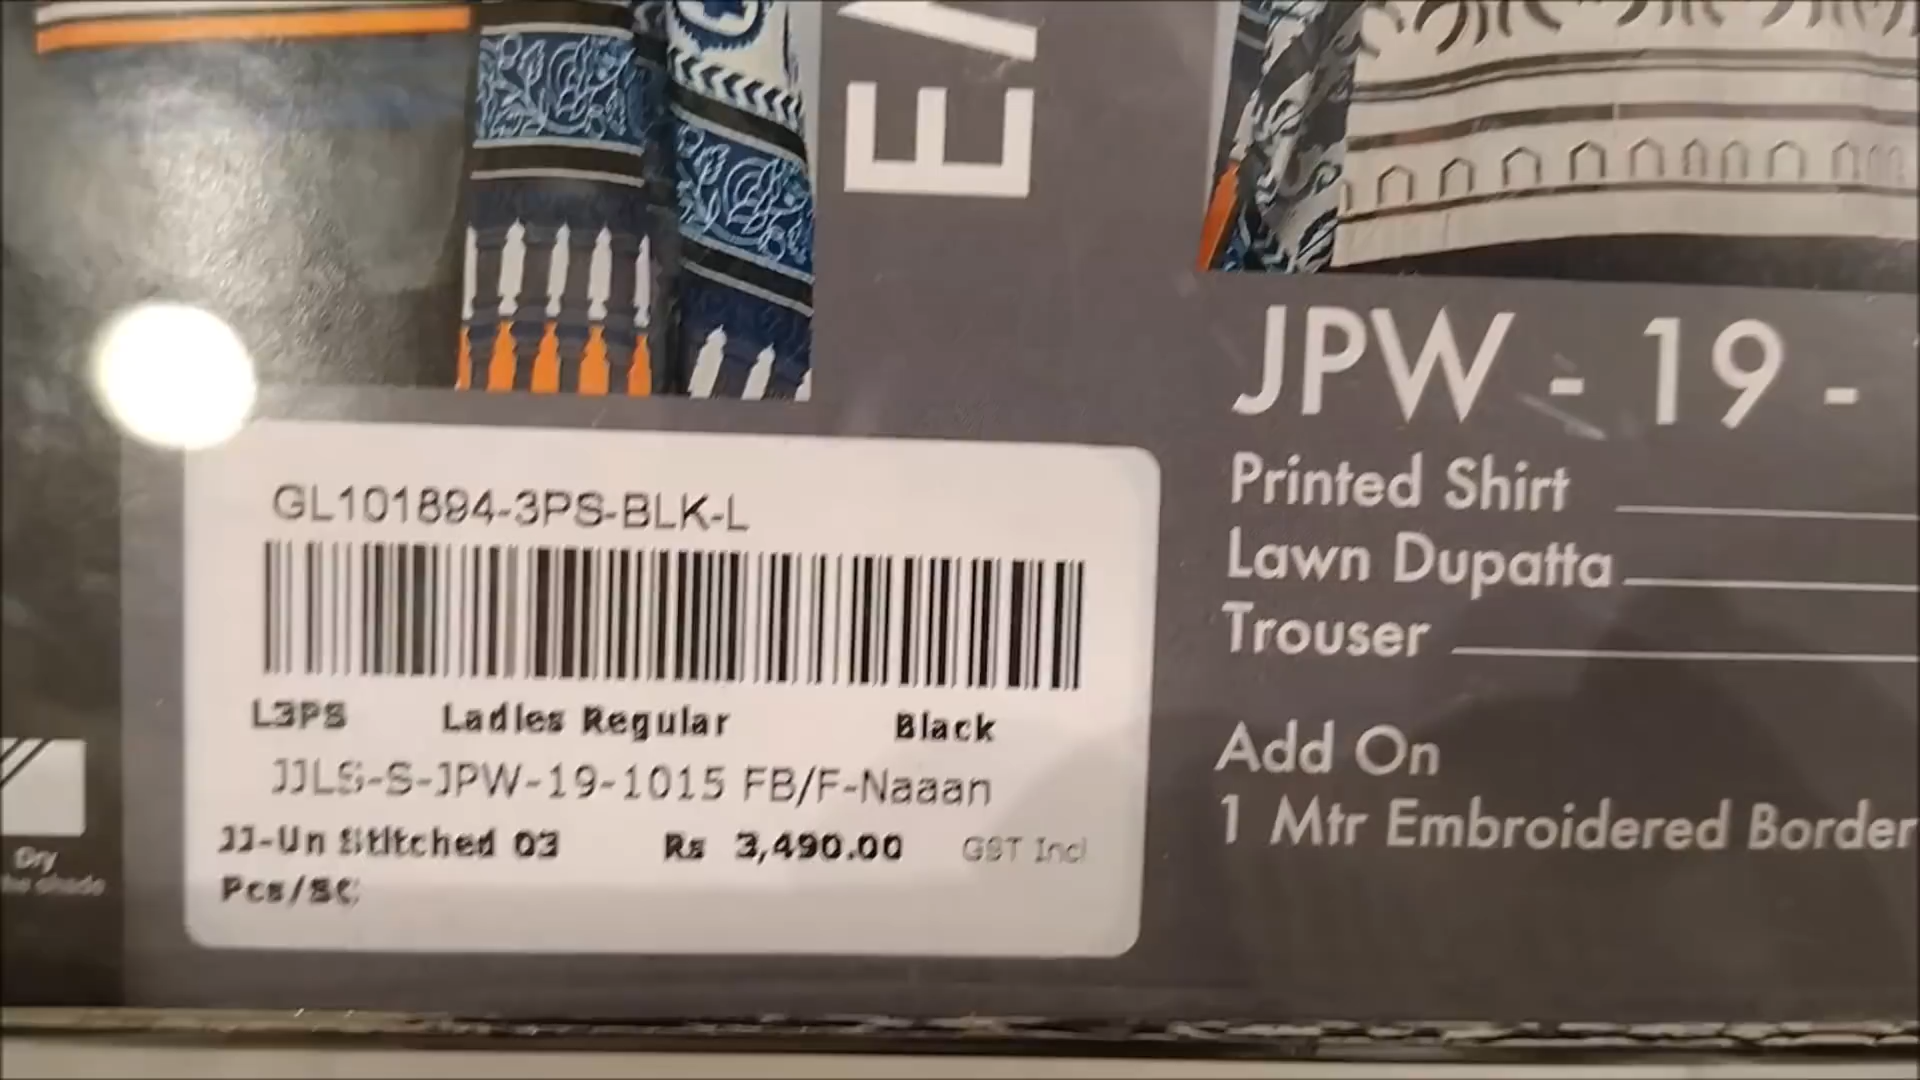 E
JPW - 19 -
Printed Shirt
Lawn Dupatta
Trouser
Add On
1 Mtr Embroidered Border
GL101894-3PS-BLK-L
L3PS Ladies Regular Black
JJLS-S-JPW-19-1015 FB/F-Naaan
JJ-Un Stitched 03 Rs 3,490.00 GST Incl
Pcs/SC
Dry
shade